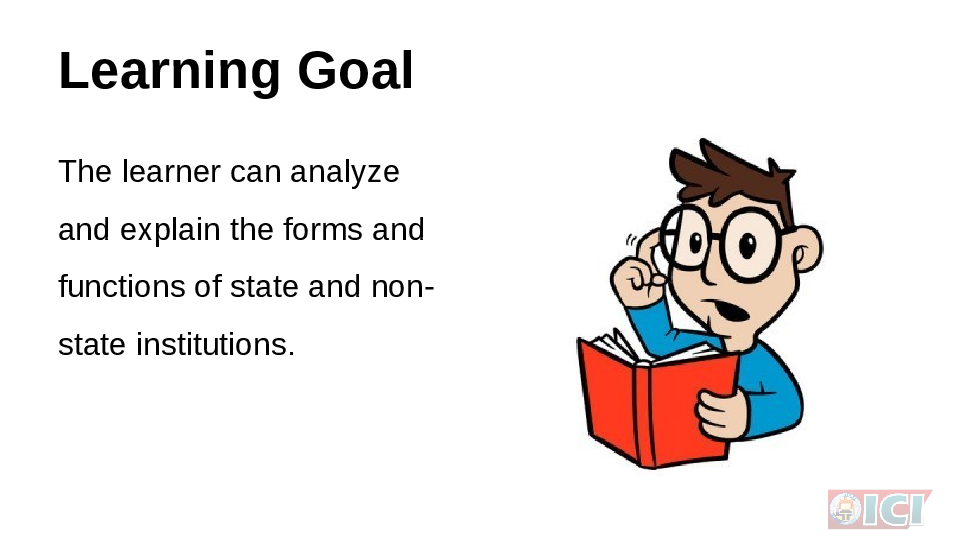 Learning Goal
The learner can analyze
and explain the forms and
functions of state and non-
state institutions.
ICI